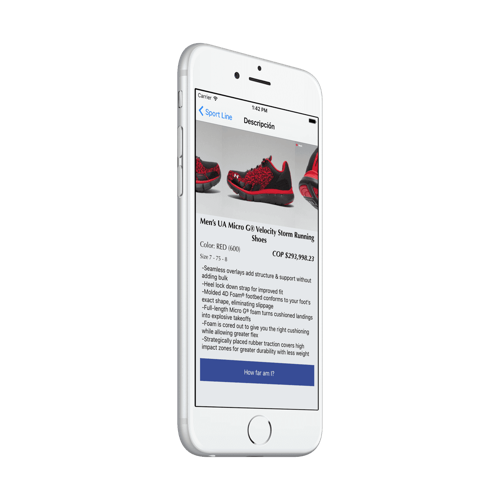 Carrier
1:42 PM
Sport Line
Descripción
Men's UA Micro G® Velocity Storm Running
Shoes
Color: RED (600)
COP $293,998.23
Size 7 - 75 - 8
-Seamless overlays add structure & support without
adding bulk
-Heel lock down strap for improved fit
-Molded 4D Foam® footbed conforms to your foot's
exact shape, eliminating slippage
-Full-length Micro G® foam turns cushioned landings
into explosive takeoffs
-Foam is cored out to give you the right cushioning
while allowing greater flex
-Strategically placed rubber traction covers high
impact zones for greater durability with less weight
How far am I?